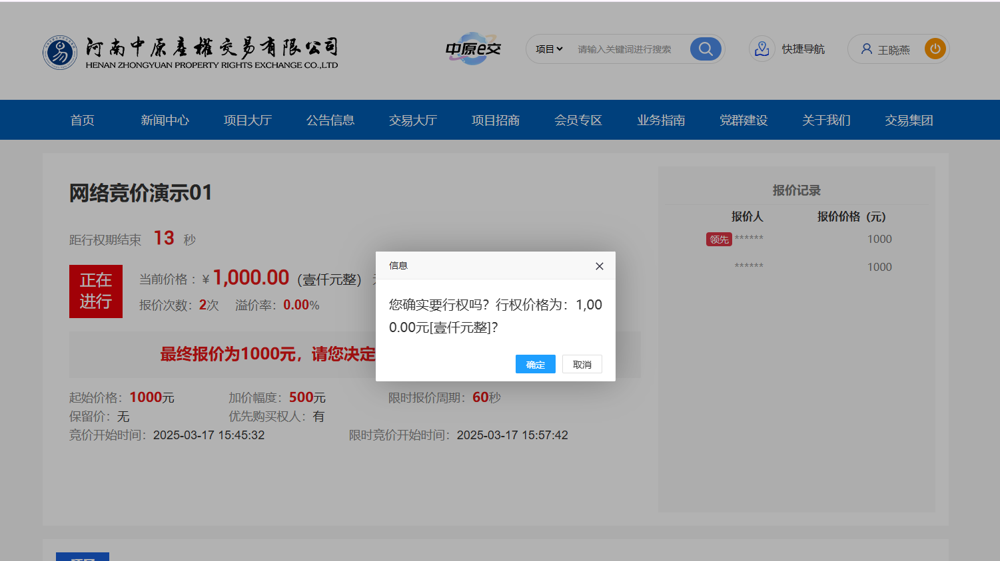 河南中原產權交易有限公司
HENAN ZHONGYUAN PROPERTY RIGHTS EXCHANGE CO.,LTD
中原e交
项目
请输入关键词进行搜索
快捷导航
王晓燕
首页 新闻中心 项目大厅 公告信息 交易大厅 项目招商 会员专区 业务指南 党群建设 关于我们 交易集团
网络竞价演示01
距行权期结束 13 秒
正在
进行
当前价格：¥ 1,000.00（壹仟元整）
报价次数：2次 溢价率：0.00%
最终报价为1000元，请您决定
起始价格：1000元 加价幅度：500元 限时报价周期：60秒
保留价：无 优先购买权人：有
竞价开始时间：2025-03-17 15:45:32 限时竞价开始时间：2025-03-17 15:57:42
报价记录
报价人 报价价格（元）
领先 ****** 1000
****** 1000
信息
您确实要行权吗？行权价格为：1,00
0.00元[壹仟元整]?
确定 取消